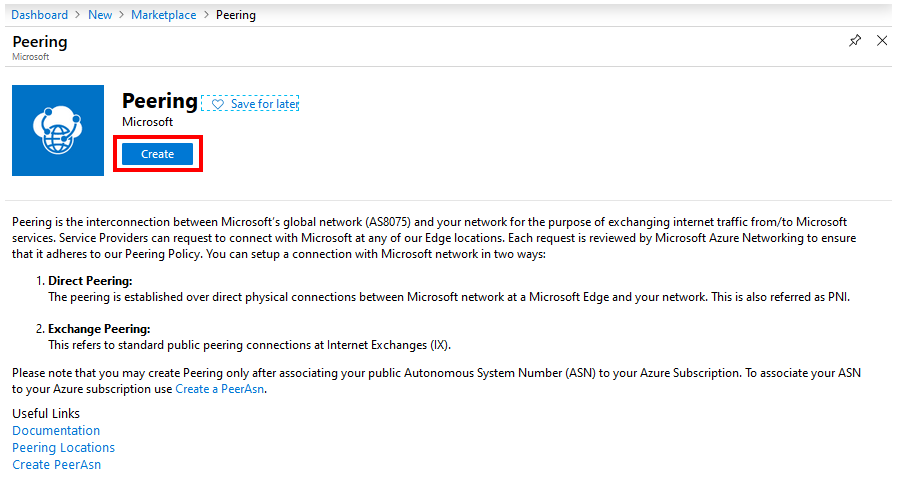 Dashboard > New > Marketplace > Peering
Peering
Microsoft
Peering Save for later
Microsoft
Create
Peering is the interconnection between Microsoft's global network (AS8075) and your network for the purpose of exchanging internet traffic from/to Microsoft
services. Service Providers can request to connect with Microsoft at any of our Edge locations. Each request is reviewed by Microsoft Azure Networking to ensure
that it adheres to our Peering Policy. You can setup a connection with Microsoft network in two ways:
1. Direct Peering:
The peering is established over direct physical connections between Microsoft network at a Microsoft Edge and your network. This is also referred as PNI.
2. Exchange Peering:
This refers to standard public peering connections at Internet Exchanges (IX).
Please note that you may create Peering only after associating your public Autonomous System Number (ASN) to your Azure Subscription. To associate your ASN
to your Azure subscription use Create a PeerAsn.
Useful Links
Documentation
Peering Locations
Create PeerAsn